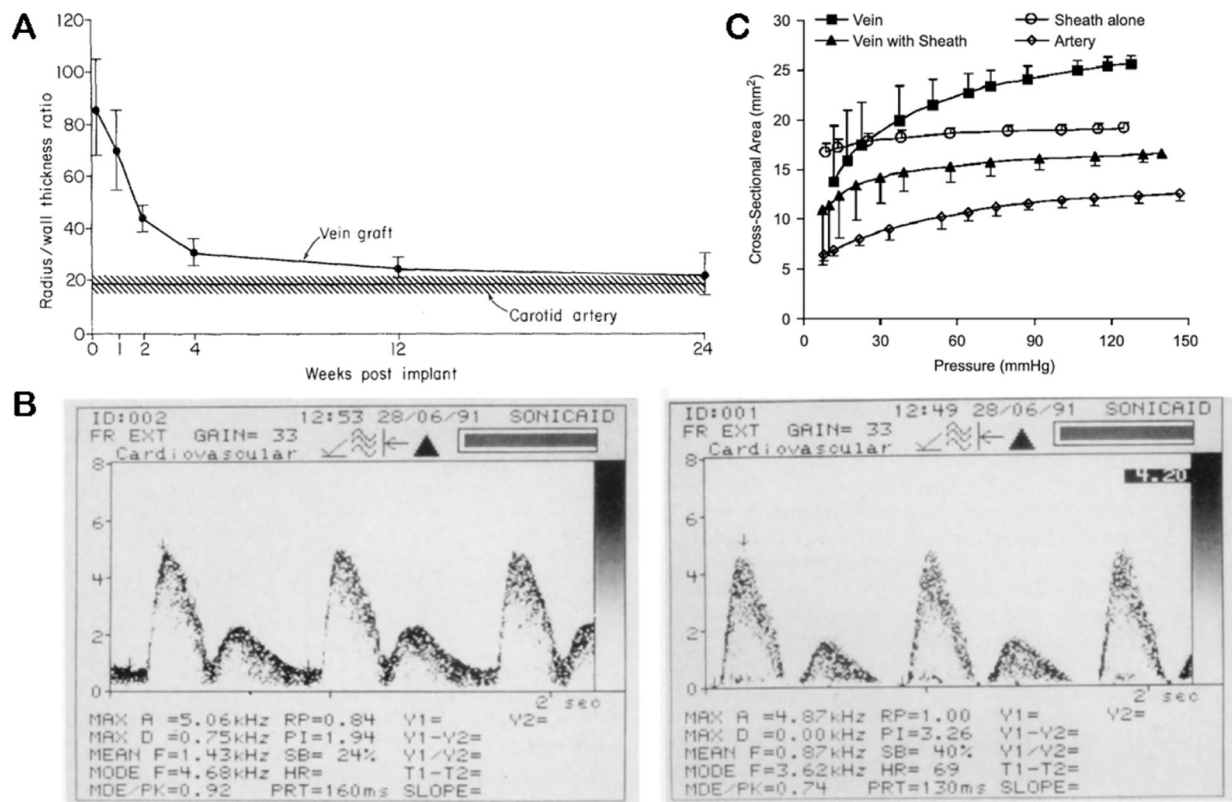 A
120
100
80
60
40
20
0
Radius/wall thickness ratio
Vein graft
Carotid artery
0 1 2 4 12 24
Weeks post implant
C
Vein
Sheath alone
Vein with Sheath
Artery
30
25
20
15
10
5
0
Cross-Sectional Area (mm²)
0 30 60 90 120 150
Pressure (mmHg)
B
ID:002 12:53 28/06/91 SONICAID
FR EXT GAIN= 33
Cardiovascular
8
6
4
2
0
2 sec
MAX A =5.06kHz RP=0.84 Y1= Y2=
MAX D =0.75kHz PI=1.94 Y1-Y2=
MEAN F=1.43kHz SB= 24% Y1/Y2=
MODE F=4.68kHz HR= T1-T2=
MDE/PK=0.92 PRT=160ms SLOPE=
ID:001 12:49 28/06/91 SONICAID
FR EXT GAIN= 33
Cardiovascular
8
4.20
6
4
2
0
2 sec
MAX A =4.87kHz RP=1.00 Y1= Y2=
MAX D =0.00kHz PI=3.26 Y1-Y2=
MEAN F=0.87kHz SB= 40% Y1/Y2=
MODE F=3.62kHz HR= 69 T1-T2=
MDE/PK=0.74 PRT=130ms SLOPE=